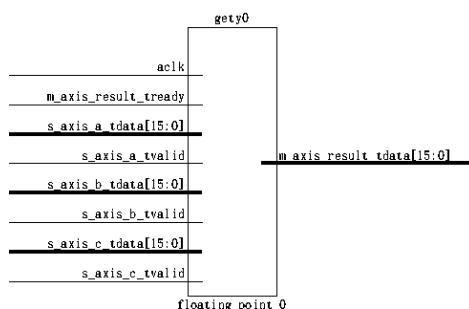 gety0
aclk
m_axis_result_tready
s_axis_a_tdata[15:0]
s_axis_a_tvalid
m_axis_result_tdata[15:0]
s_axis_b_tdata[15:0]
s_axis_b_tvalid
s_axis_c_tdata[15:0]
s_axis_c_tvalid
floating_point_0